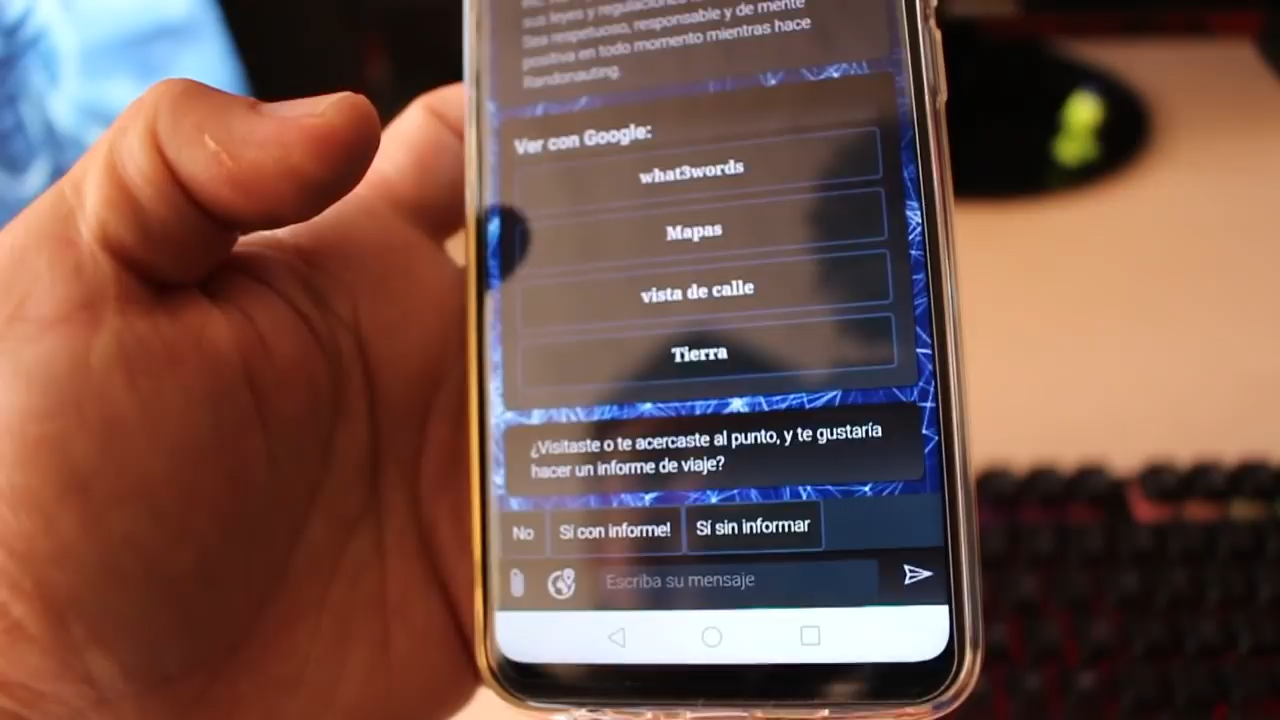 sus leyes y regulaciones
Sea respetuoso, responsable y de mente
positiva en todo momento mientras hace
Randonauting.
Ver con Google:
what3words
Mapas
vista de calle
Tierra
¿Visitaste o te acercaste al punto, y te gustaría
hacer un informe de viaje?
No
Sí con informe!
Sí sin informar
Escriba su mensaje